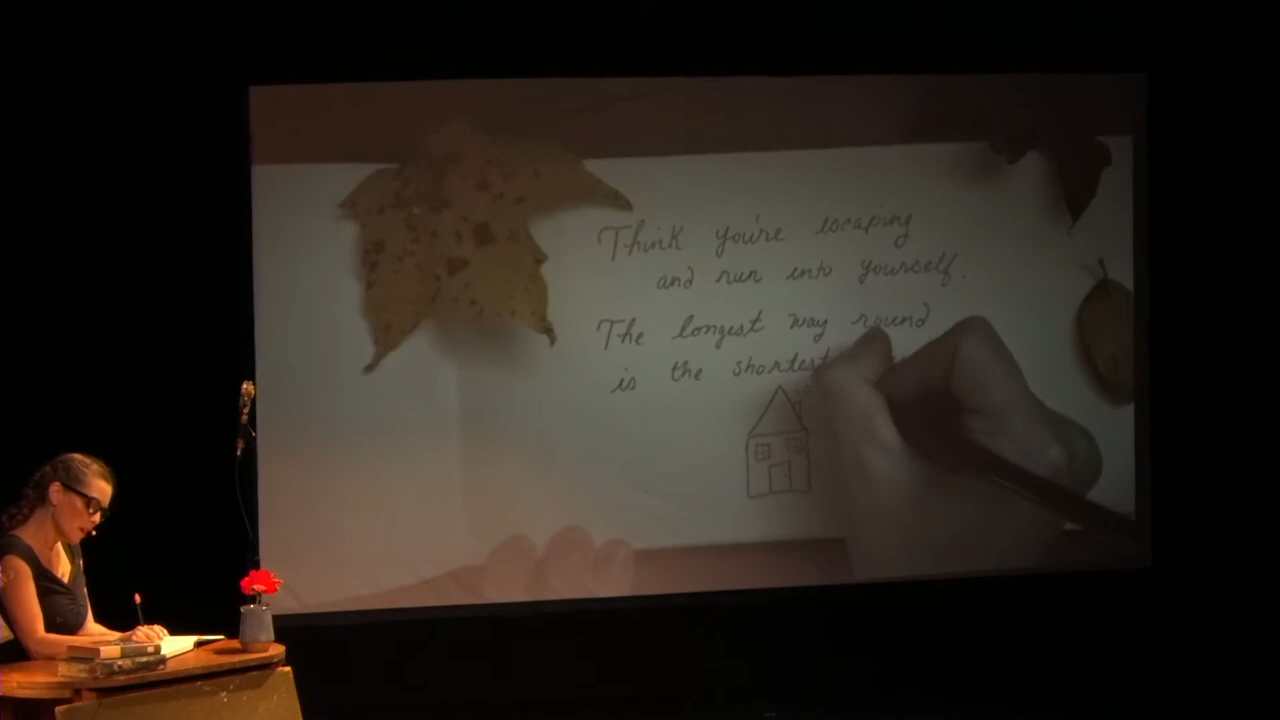 Think you're escaping
and run into yourself.
The longest way round
is the shortest